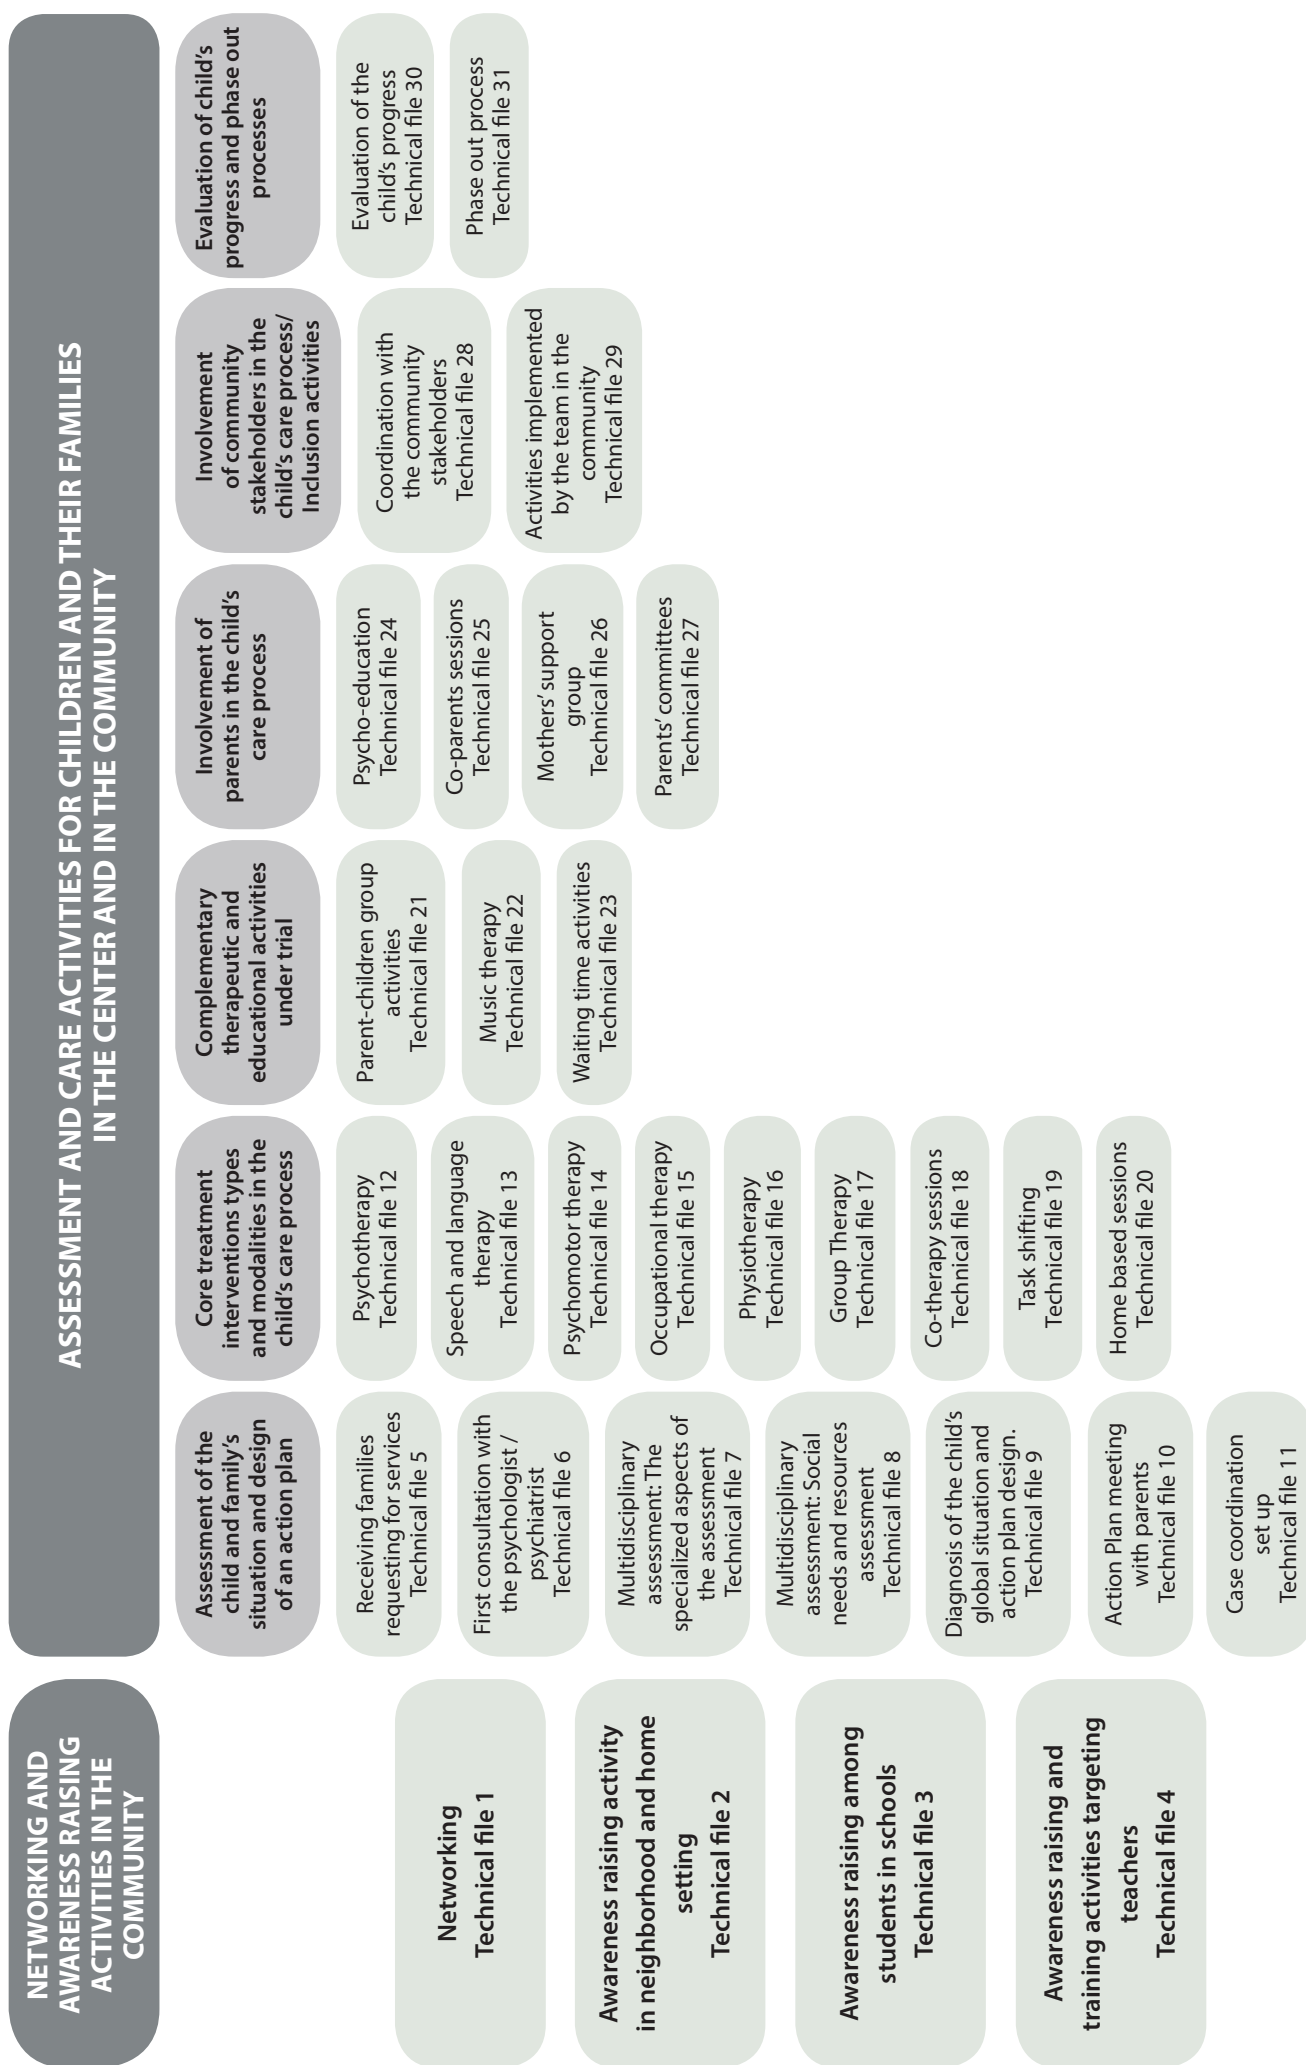 NETWORKING AND
AWARENESS RAISING
ACTIVITIES IN THE
COMMUNITY
Networking
Technical file 1
Awareness raising activity
in neighborhood and home
setting
Technical file 2
Awareness raising among
students in schools
Technical file 3
Awareness raising and
training activities targeting
teachers
Technical file 4
ASSESSMENT AND CARE ACTIVITIES FOR CHILDREN AND THEIR FAMILIES
IN THE CENTER AND IN THE COMMUNITY
Assessment of the
child and family's
situation and design
of an action plan
Receiving families
requesting for services
Technical file 5
First consultation with
the psychologist /
psychiatrist
Technical file 6
Multidisciplinary
assessment: The
specialized aspects of
the assessment
Technical file 7
Multidisciplinary
assessment: Social
needs and resources
assessment
Technical file 8
Diagnosis of the child's
global situation and
action plan design.
Technical file 9
Action Plan meeting
with parents
Technical file 10
Case coordination
set up
Technical file 11
Core treatment
interventions types
and modalities in the
child's care process
Psychotherapy
Technical file 12
Speech and language
therapy
Technical file 13
Psychomotor therapy
Technical file 14
Occupational therapy
Technical file 15
Physiotherapy
Technical file 16
Group Therapy
Technical file 17
Co-therapy sessions
Technical file 18
Task shifting
Technical file 19
Home based sessions
Technical file 20
Complementary
therapeutic and
educational activities
under trial
Parent-children group
activities
Technical file 21
Music therapy
Technical file 22
Waiting time activities
Technical file 23
Involvement of
parents in the child's
care process
Psycho-education
Technical file 24
Co-parents sessions
Technical file 25
Mothers' support
group
Technical file 26
Parents' committees
Technical file 27
Involvement
of community
stakeholders in the
child's care process/
Inclusion activities
Coordination with
the community
stakeholders
Technical file 28
Activities implemented
by the team in the
community
Technical file 29
Evaluation of child's
progress and phase out
processes
Evaluation of the
child's progress
Technical file 30
Phase out process
Technical file 31